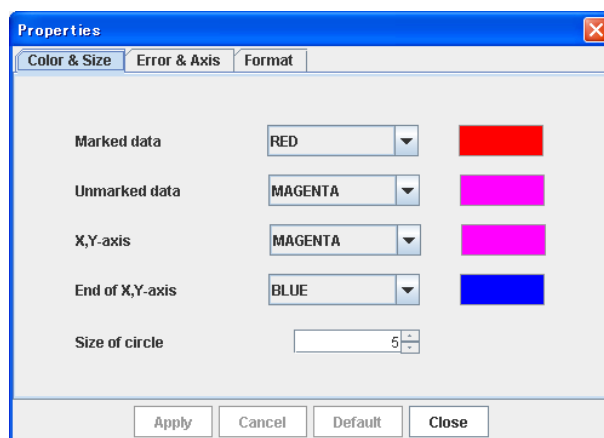 Properties
Color & Size Error & Axis Format
Marked data RED
Unmarked data MAGENTA
X,Y-axis MAGENTA
End of X,Y-axis BLUE
Size of circle 5
Apply Cancel Default Close